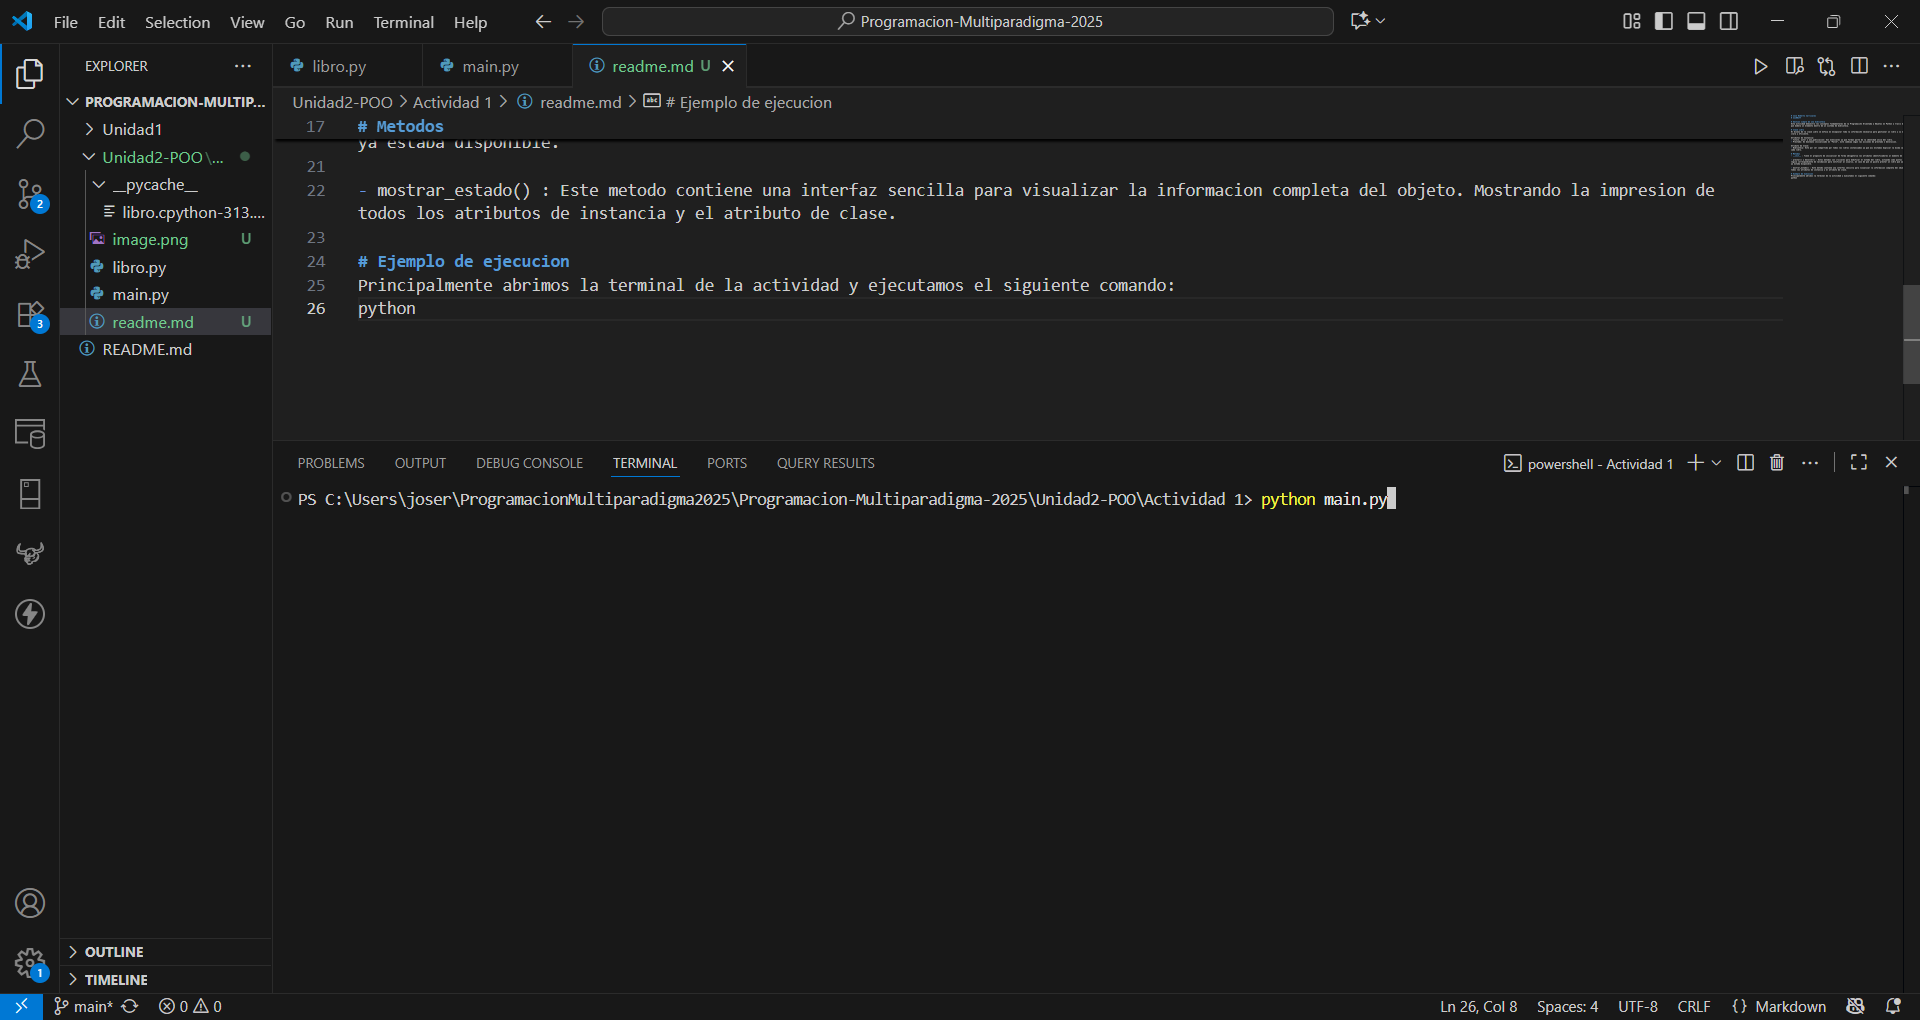 File Edit Selection View Go Run Terminal Help
Programacion-Multiparadigma-2025
EXPLORER
PROGRAMACION-MULTIP...
Unidad1
Unidad2-POO\...
__pycache__
libro.cpython-313....
image.png U
libro.py
main.py
readme.md U
README.md
OUTLINE
TIMELINE
2
3
1
libro.py main.py readme.md U
Unidad2-POO > Actividad 1 > readme.md > abc # Ejemplo de ejecucion
17 # Metodos
ya estaba disponible.
21
22 - mostrar_estado() : Este metodo contiene una interfaz sencilla para visualizar la informacion completa del objeto. Mostrando la impresion de
todos los atributos de instancia y el atributo de clase.
23
24 # Ejemplo de ejecucion
25 Principalmente abrimos la terminal de la actividad y ejecutamos el siguiente comando:
26 python
PROBLEMS OUTPUT DEBUG CONSOLE TERMINAL PORTS QUERY RESULTS
powershell - Actividad 1
PS C:\Users\joser\ProgramacionMultiparadigma2025\Programacion-Multiparadigma-2025\Unidad2-POO\Actividad 1> python main.py
main* 0 0
Ln 26, Col 8 Spaces: 4 UTF-8 CRLF {} Markdown